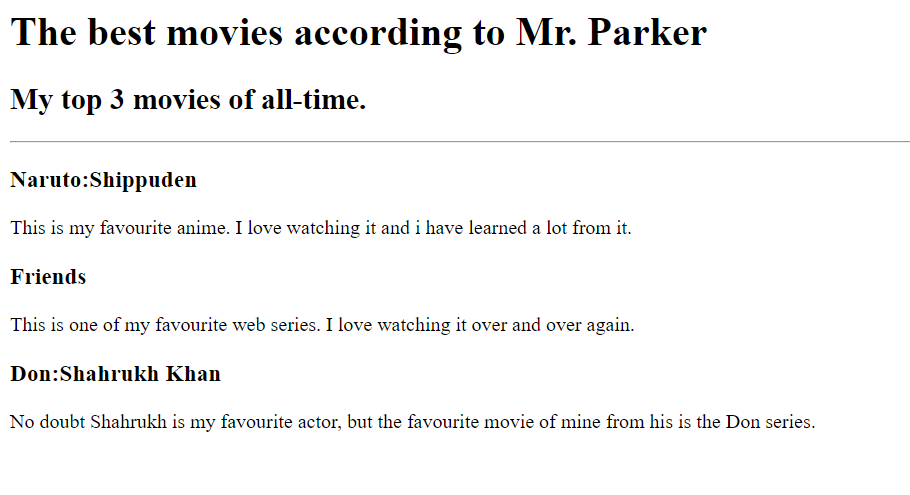 The best movies according to Mr. Parker
My top 3 movies of all-time.
Naruto:Shippuden
This is my favourite anime. I love watching it and i have learned a lot from it.
Friends
This is one of my favourite web series. I love watching it over and over again.
Don:Shahrukh Khan
No doubt Shahrukh is my favourite actor, but the favourite movie of mine from his is the Don series.